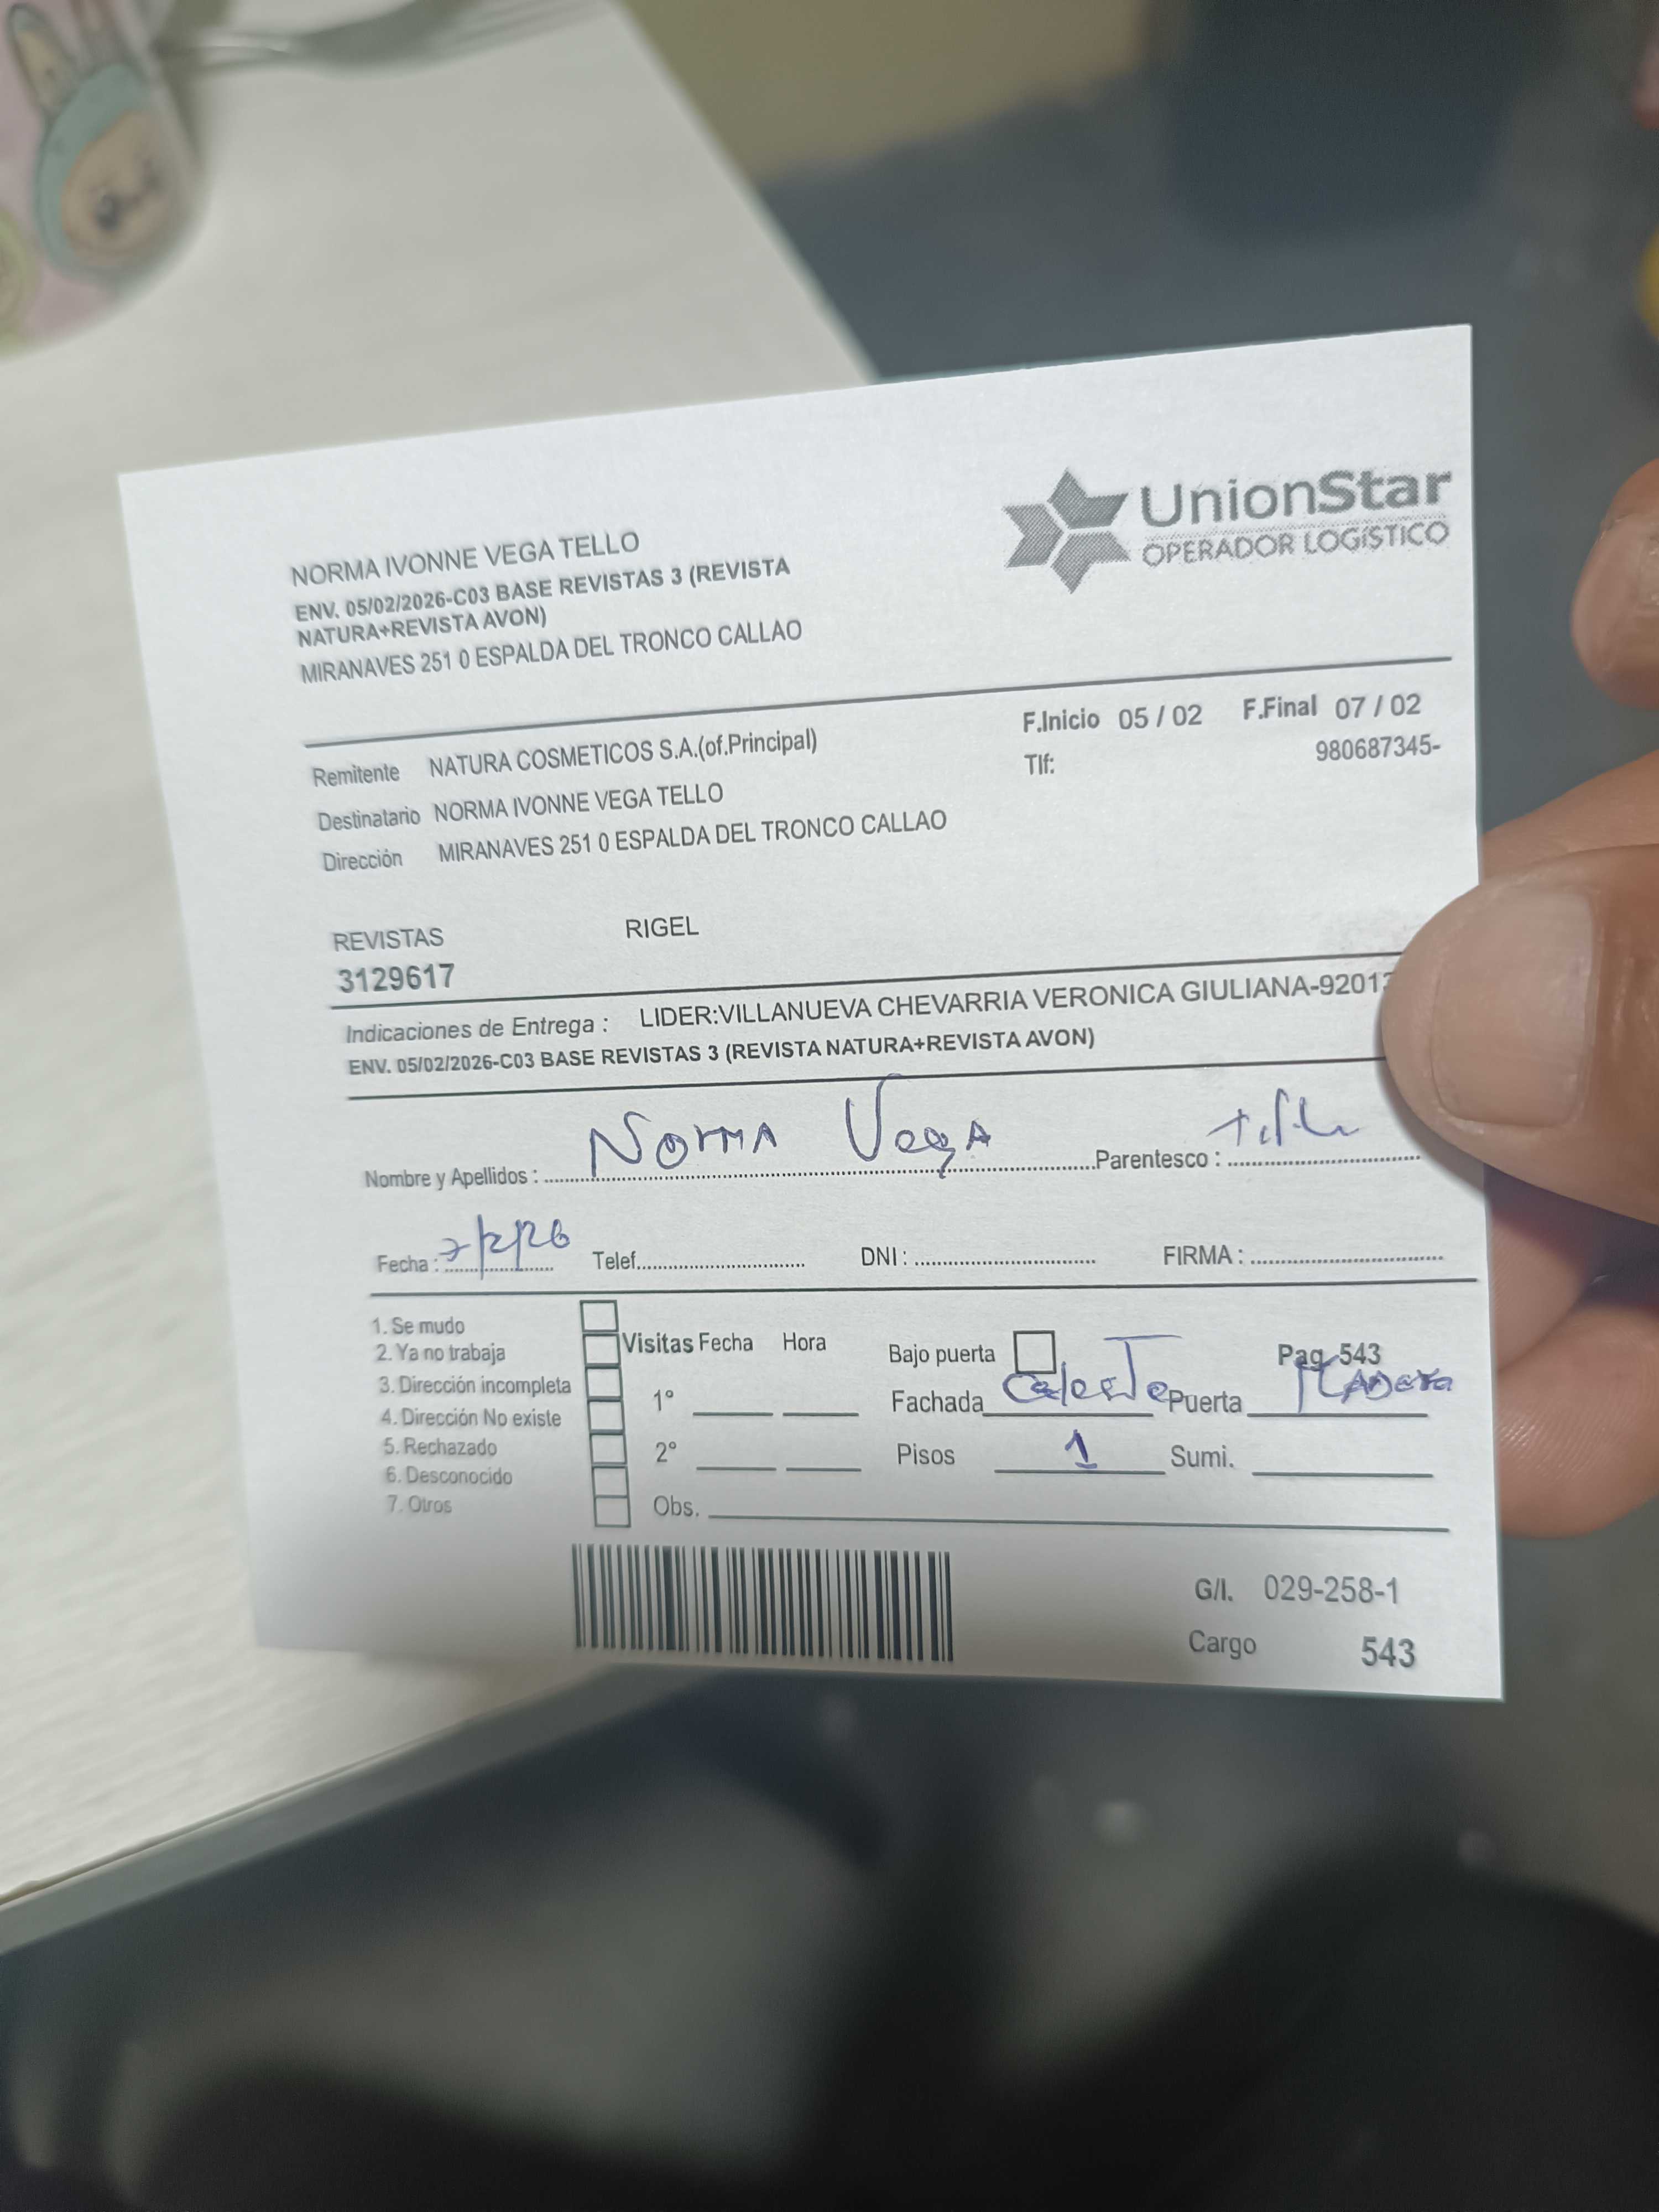 UnionStar
OPERADOR LOGÍSTICO
NORMA IVONNE VEGA TELLO
ENV. 05/02/2026-C03 BASE REVISTAS 3 (REVISTA
NATURA+REVISTA AVON)
MIRANAVES 251 0 ESPALDA DEL TRONCO CALLAO
F.Inicio 05 / 02 F.Final 07 / 02
Remitente NATURA COSMETICOS S.A.(of.Principal)
Tlf: 980687345-
Destinatario NORMA IVONNE VEGA TELLO
Dirección MIRANAVES 251 0 ESPALDA DEL TRONCO CALLAO
REVISTAS RIGEL
3129617
Indicaciones de Entrega : LIDER:VILLANUEVA CHEVARRIA VERONICA GIULIANA-9201
ENV. 05/02/2026-C03 BASE REVISTAS 3 (REVISTA NATURA+REVISTA AVON)
Nombre y Apellidos : Norma Vega Parentesco :
Fecha : 7/2/26 Telef. DNI : FIRMA :
1. Se mudo
2. Ya no trabaja
3. Dirección incompleta
4. Dirección No existe
5. Rechazado
6. Desconocido
7. Otros
Visitas Fecha Hora
1°
2°
Obs.
Bajo puerta Pag 543
Fachada Celeste Puerta Madera
Pisos 1 Sumi.
G/I. 029-258-1
Cargo 543